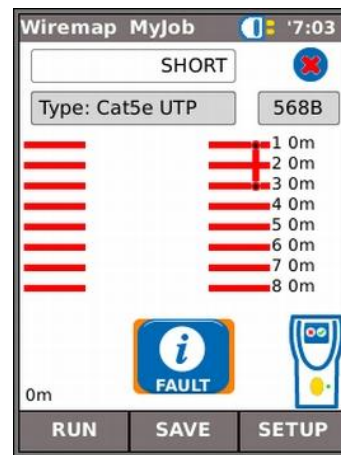 Wiremap MyJob '7:03
SHORT
Type: Cat5e UTP 568B
1 0m
2 0m
3 0m
4 0m
5 0m
6 0m
7 0m
8 0m
i
FAULT
0m
RUN SAVE SETUP